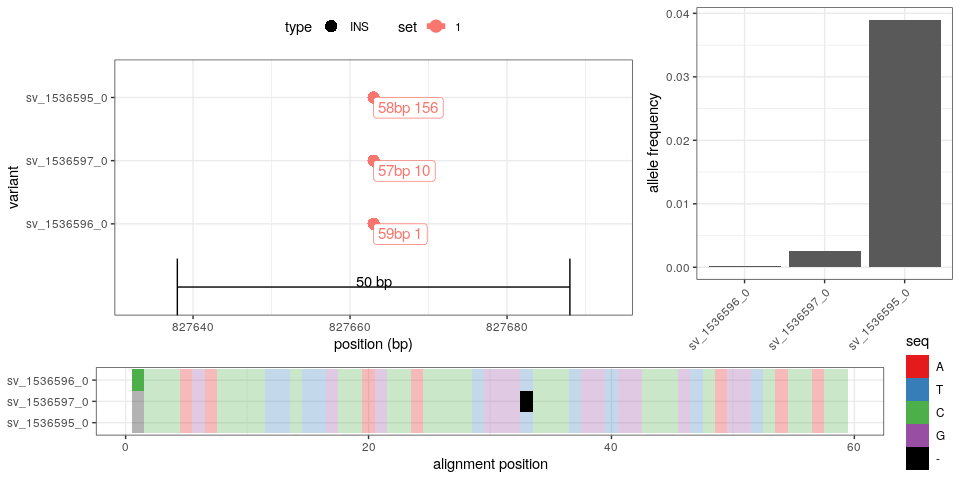 type INS set 1
variant
sv_1536595_0
58bp 156
sv_1536597_0
57bp 10
sv_1536596_0
59bp 1
50 bp
827640 827660 827680
position (bp)
allele frequency
0.04
0.03
0.02
0.01
0.00
sv_1536596_0 sv_1536597_0 sv_1536595_0
sv_1536596_0
sv_1536597_0
sv_1536595_0
0 20 40 60
alignment position
seq
A
T
C
G
-